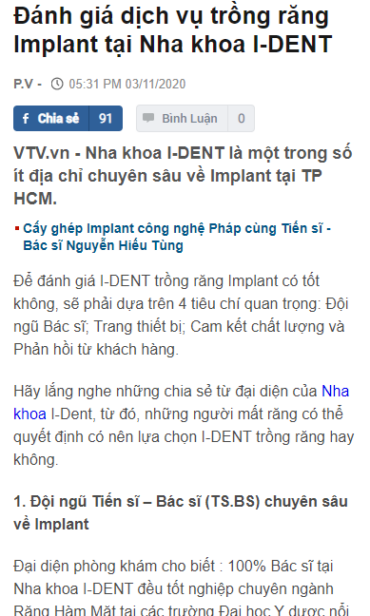 Đánh giá dịch vụ trồng răng
Implant tại Nha khoa I-DENT
P.V - 05:31 PM 03/11/2020
f Chia sẻ 91 Bình Luận 0
VTV.vn - Nha khoa I-DENT là một trong số
ít địa chỉ chuyên sâu về Implant tại TP
HCM.
Cấy ghép Implant công nghệ Pháp cùng Tiến sĩ -
Bác sĩ Nguyễn Hiếu Tùng
Để đánh giá I-DENT trồng răng Implant có tốt
không, sẽ phải dựa trên 4 tiêu chí quan trọng: Đội
ngũ Bác sĩ; Trang thiết bị; Cam kết chất lượng và
Phản hồi từ khách hàng.
Hãy lắng nghe những chia sẻ từ đại diện của Nha
khoa I-Dent, từ đó, những người mất răng có thể
quyết định có nên lựa chọn I-DENT trồng răng hay
không.
1. Đội ngũ Tiến sĩ – Bác sĩ (TS.BS) chuyên sâu
về Implant
Đại diện phòng khám cho biết : 100% Bác sĩ tại
Nha khoa I-DENT đều tốt nghiệp chuyên ngành
Răng Hàm Mặt tại các trường Đại học Y dược nổi